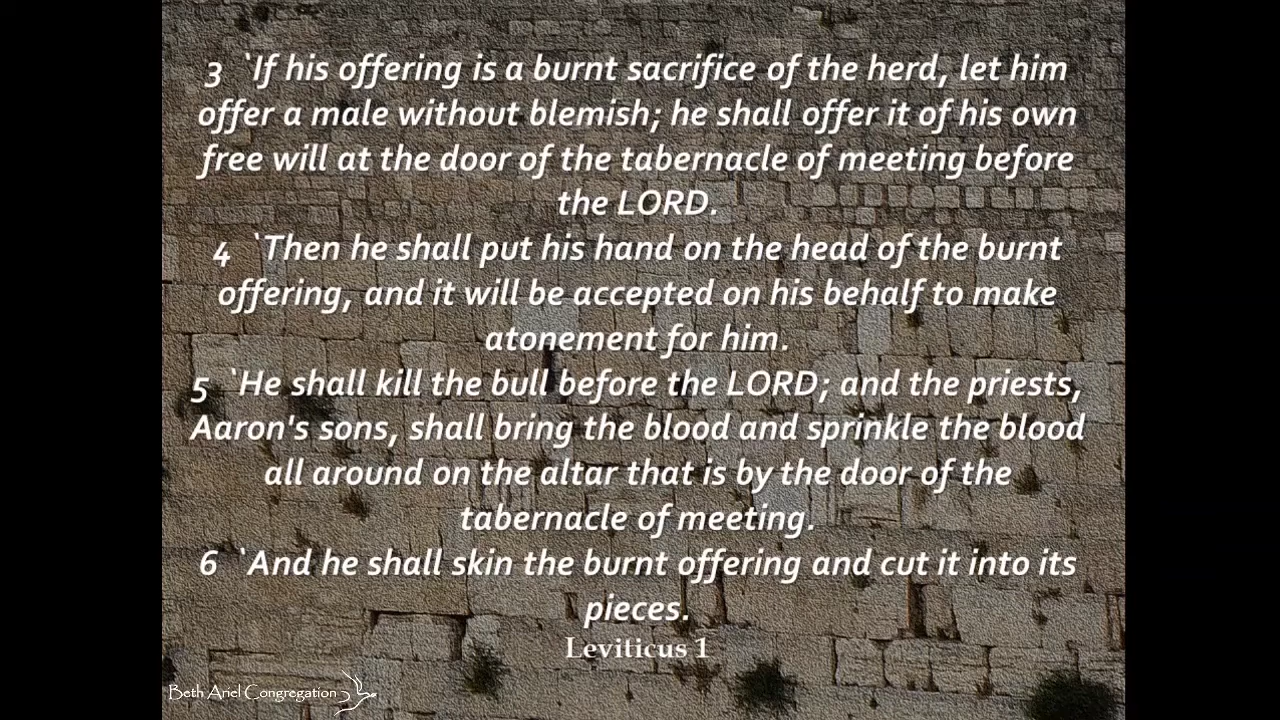 3 `If his offering is a burnt sacrifice of the herd, let him
offer a male without blemish; he shall offer it of his own
free will at the door of the tabernacle of meeting before
the LORD.
4 `Then he shall put his hand on the head of the burnt
offering, and it will be accepted on his behalf to make
atonement for him.
5 `He shall kill the bull before the LORD; and the priests,
Aaron's sons, shall bring the blood and sprinkle the blood
all around on the altar that is by the door of the
tabernacle of meeting.
6 `And he shall skin the burnt offering and cut it into its
pieces.
Leviticus 1
Beth Ariel Congregation